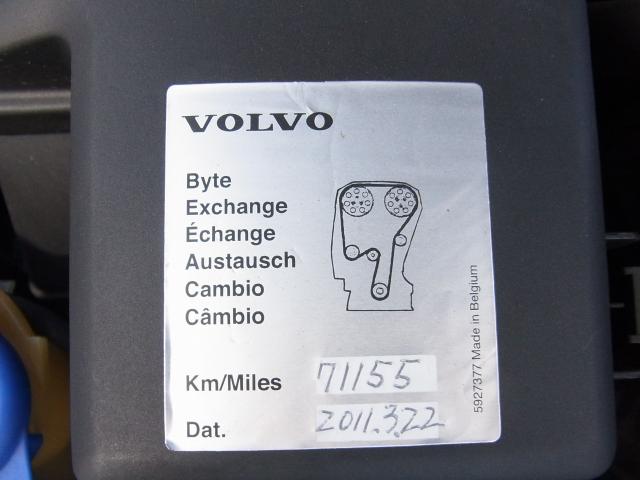 VOLVO
Byte
Exchange
Échange
Austausch
Cambio
Câmbio
Km/Miles 71155
Dat. 2011.3.22
5927377 Made in Belgium